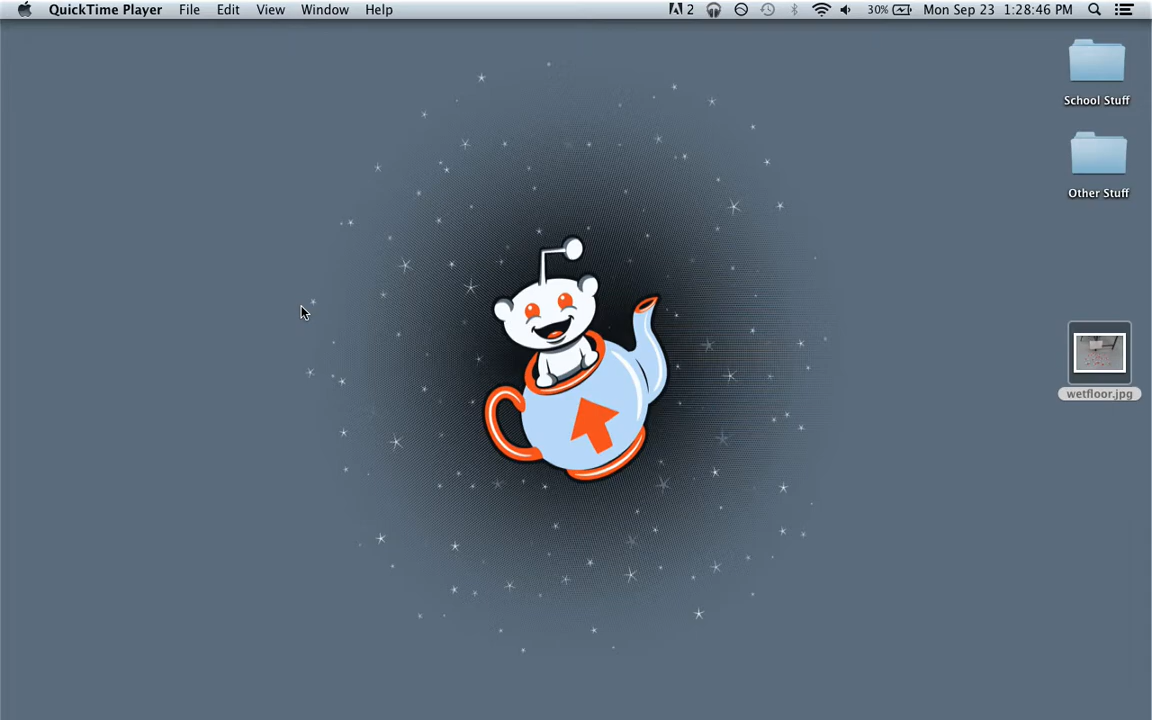 QuickTime Player File Edit View Window Help 2 30% Mon Sep 23 1:28:46 PM
School Stuff
Other Stuff
wetfloor.jpg